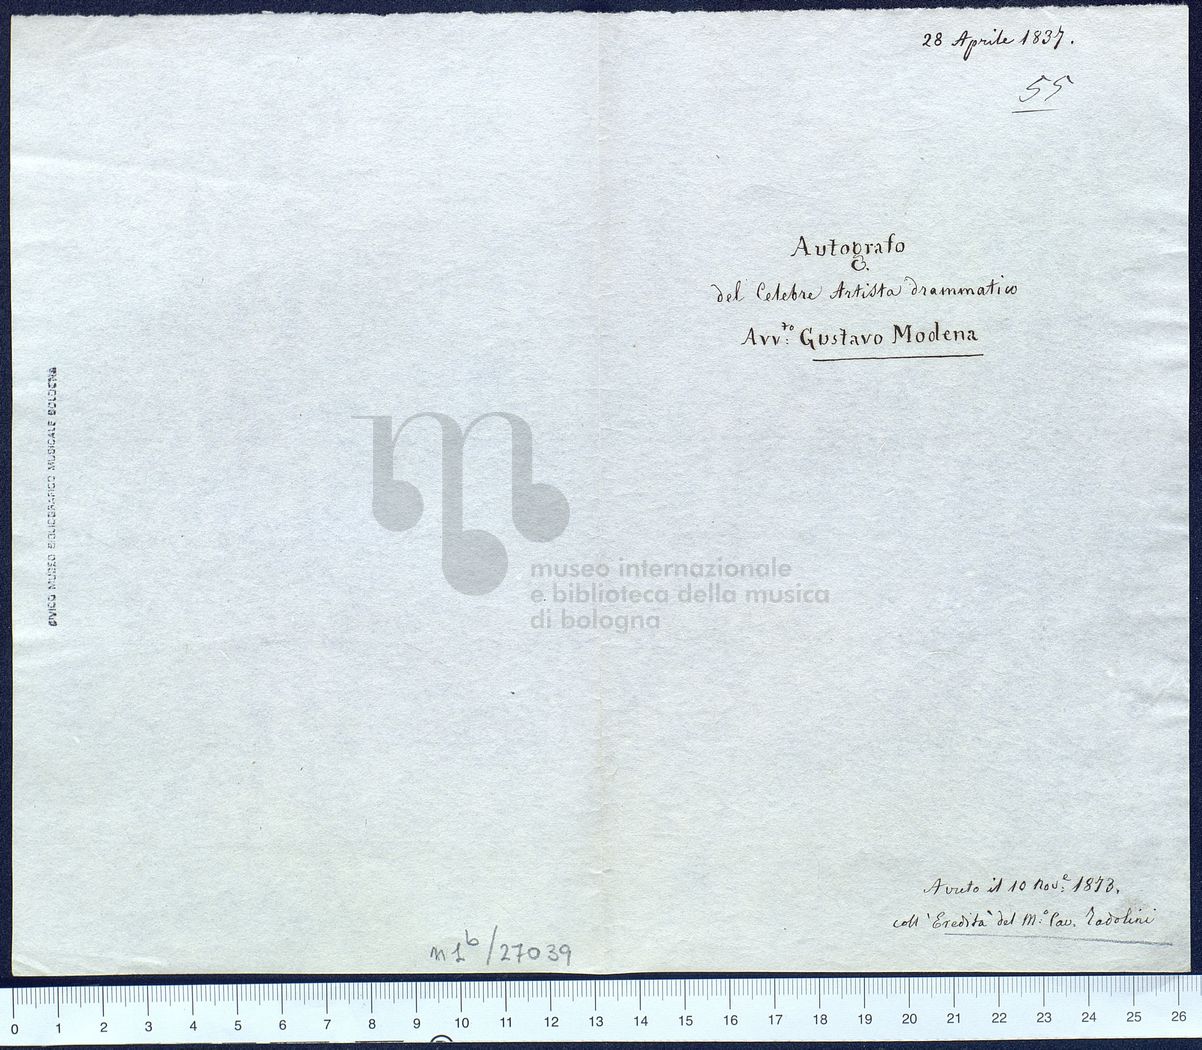 28 Aprile 1837.
55
Autografo
del Celebre Artista drammatico
Avv:to Gustavo Modena
museo internazionale
e biblioteca della musica
di bologna
CIVICO MUSEO BIBLIOGRAFICO MUSICALE BOLOGNA
Avuto il 10 Nov:e 1873.
coll'Eredità del M:o Cav. Tadolini
n 1b/27039
0 1 2 3 4 5 6 7 8 9 10 11 12 13 14 15 16 17 18 19 20 21 22 23 24 25 26